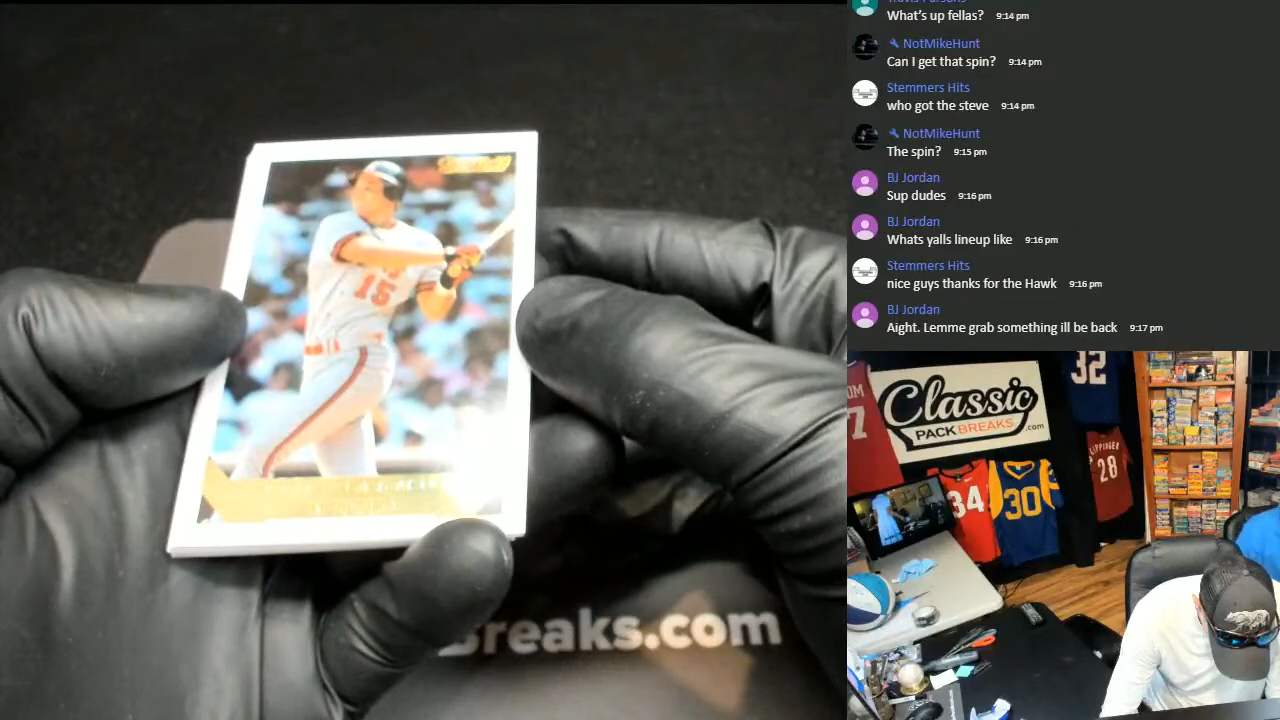 What's up fellas? 9:14 pm
NotMikeHunt
Can I get that spin? 9:14 pm
Stemmers Hits
who got the steve 9:14 pm
NotMikeHunt
The spin? 9:15 pm
BJ Jordan
Sup dudes 9:16 pm
BJ Jordan
Whats yalls lineup like 9:16 pm
Stemmers Hits
nice guys thanks for the Hawk 9:16 pm
BJ Jordan
Aight. Lemme grab something ill be back 9:17 pm
15
Breaks.com
Classic
PACKBREAKS.com
32
7
34
30
28